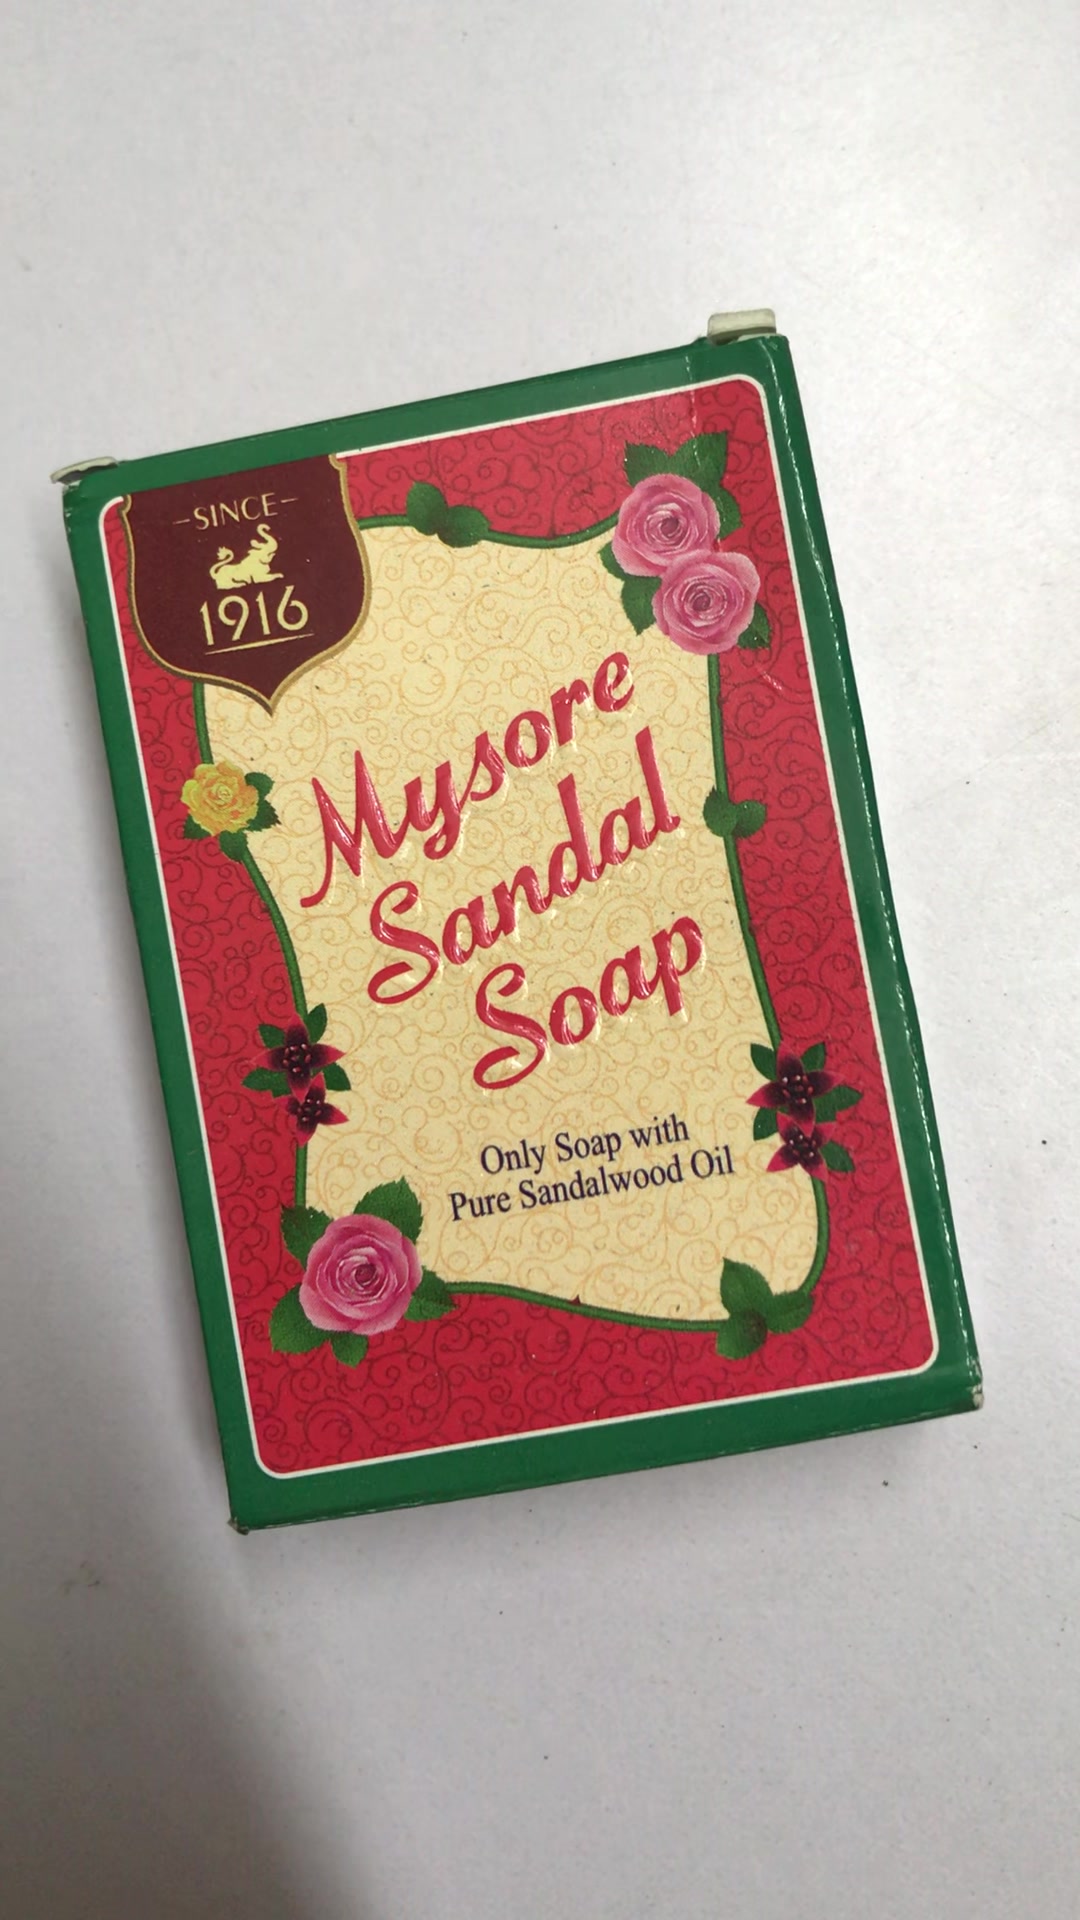 -SINCE-
1916
Mysore
Sandal
Soap
Only Soap with
Pure Sandalwood Oil